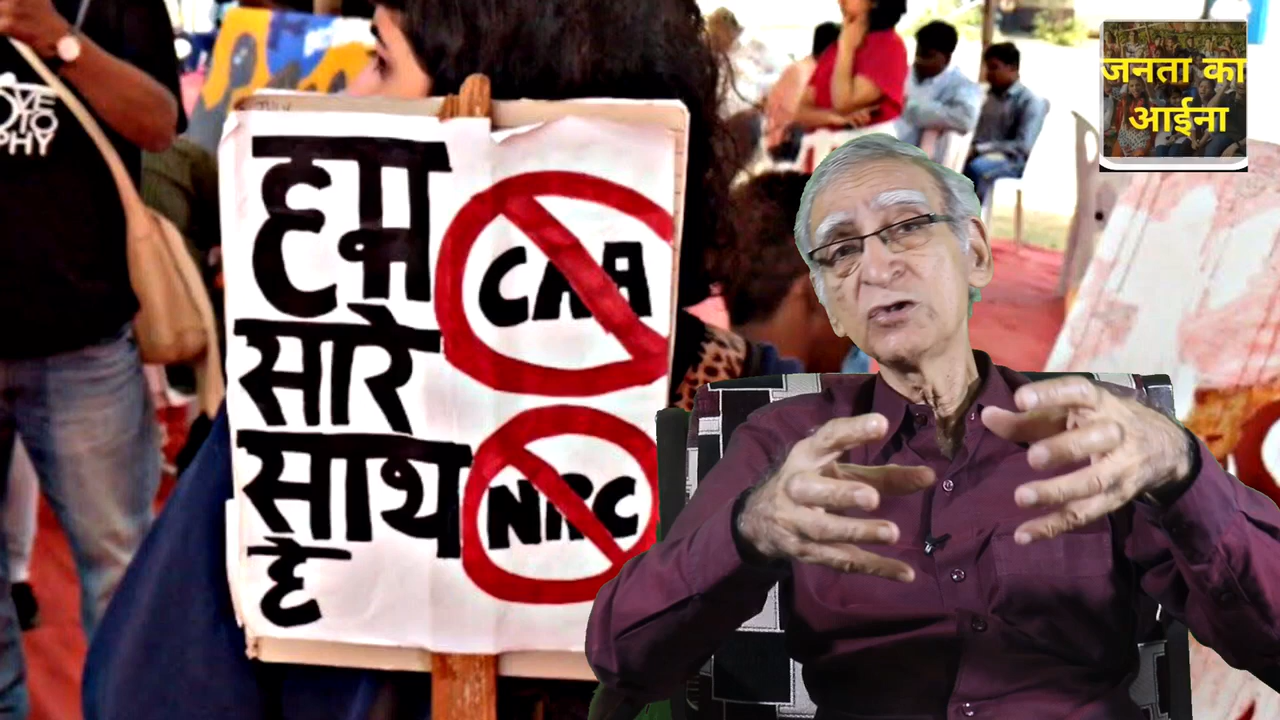 हम
सारे
साथ
है
CAA
NRC
जनता का
आईना